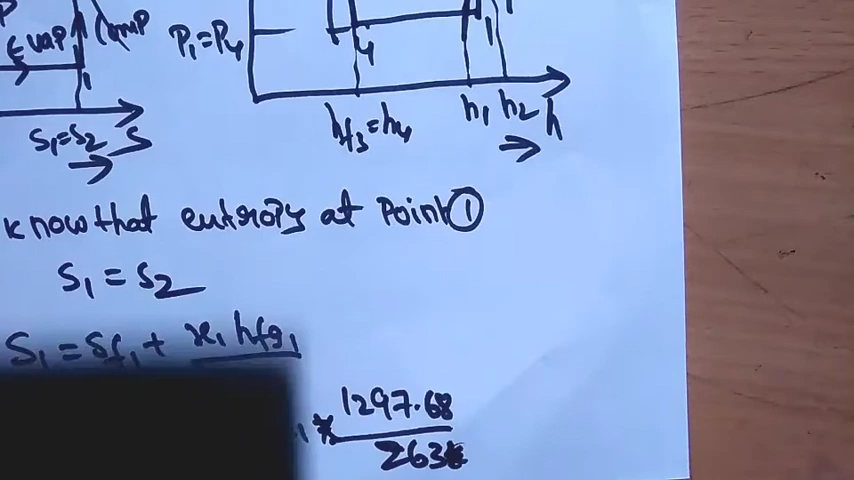 Evap Comp
P₁=P₄
4
1
1
S₁=S₂ S
hf₃=h₄ h₁ h₂ h
know that entropy at Point ①
S₁ = S₂
S₁ = Sf₁ + x₁ hfg₁
* 1297.68
263